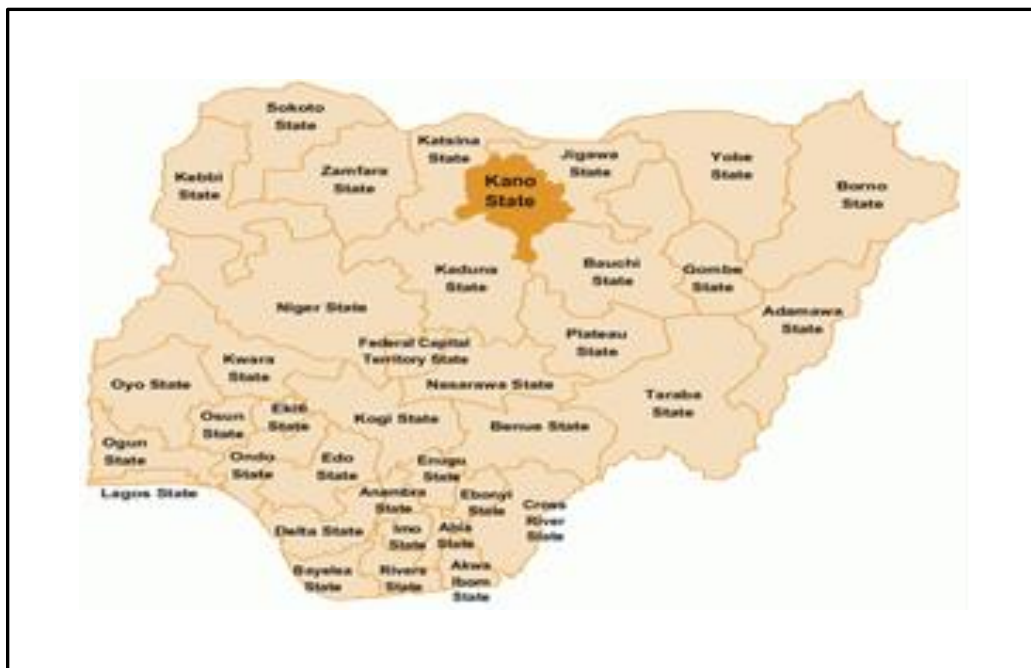 Sokoto
State
Katsina
State
Jigawa
State
Yobe
State
Kebbi
State
Zamfara
State
Kano
State
Borno
State
Kaduna
State
Bauchi
State
Gombe
State
Niger State
Adamawa
State
Federal Capital
Territory State
Plateau
State
Kwara
State
Oyo State
Nasarawa State
Taraba
State
Osun
State
Ekiti
State
Kogi State
Benue State
Ogun
State
Ondo
State
Edo
State
Enugu
State
Lagos State
Anambra
State
Ebonyi
State
Cross
River
State
Delta State
Imo
State
Abia
State
Bayelsa
State
Rivers
State
Akwa
Ibom
State